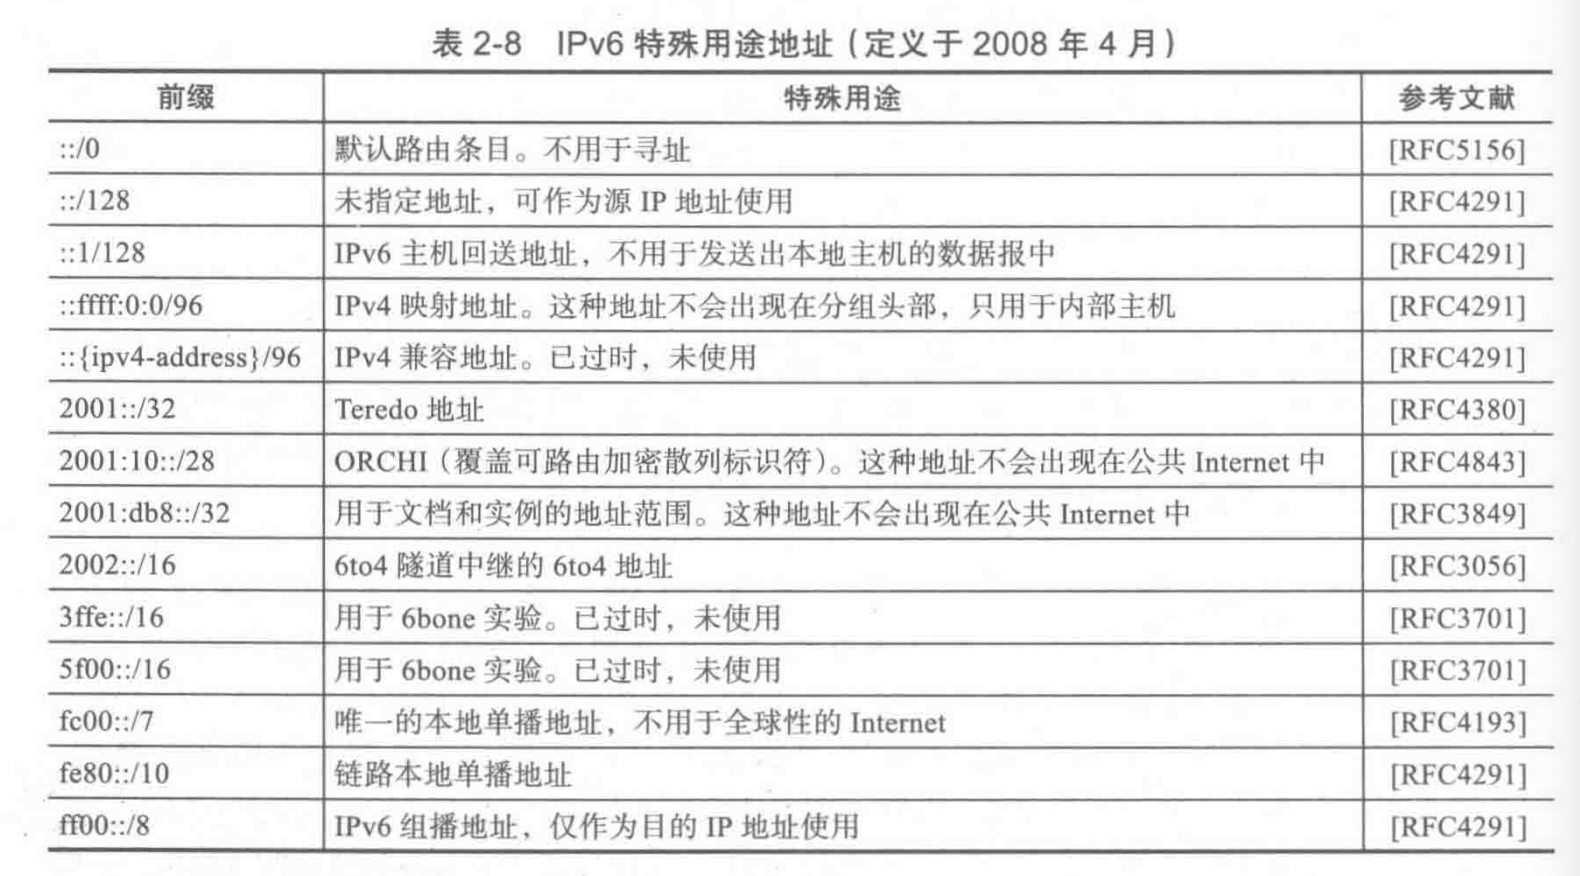 表 2-8 IPv6 特殊用途地址（定义于 2008 年 4 月）
前缀 特殊用途 参考文献
::/0 默认路由条目。不用于寻址 [RFC5156]
::/128 未指定地址，可作为源 IP 地址使用 [RFC4291]
::1/128 IPv6 主机回送地址，不用于发送出本地主机的数据报中 [RFC4291]
::ffff:0:0/96 IPv4 映射地址。这种地址不会出现在分组头部，只用于内部主机 [RFC4291]
::{ipv4-address}/96 IPv4 兼容地址。已过时，未使用 [RFC4291]
2001::/32 Teredo 地址 [RFC4380]
2001:10::/28 ORCHI（覆盖可路由加密散列标识符）。这种地址不会出现在公共 Internet 中 [RFC4843]
2001:db8::/32 用于文档和实例的地址范围。这种地址不会出现在公共 Internet 中 [RFC3849]
2002::/16 6to4 隧道中继的 6to4 地址 [RFC3056]
3ffe::/16 用于 6bone 实验。已过时，未使用 [RFC3701]
5f00::/16 用于 6bone 实验。已过时，未使用 [RFC3701]
fc00::/7 唯一的本地单播地址，不用于全球性的 Internet [RFC4193]
fe80::/10 链路本地单播地址 [RFC4291]
ff00::/8 IPv6 组播地址，仅作为目的 IP 地址使用 [RFC4291]